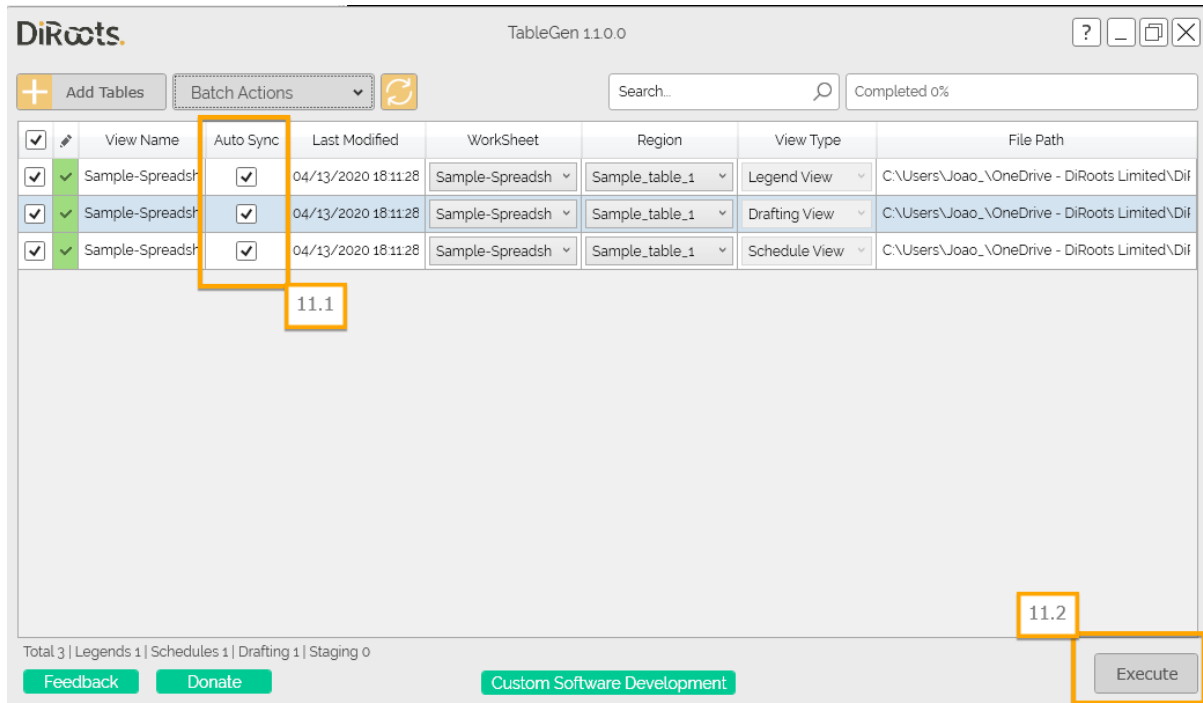 DiRoots.
TableGen 1.1.0.0
?
Add Tables
Batch Actions
Search...
Completed 0%
View Name Auto Sync Last Modified WorkSheet Region View Type File Path
Sample-Spreadsh 04/13/2020 18:11:28 Sample-Spreadsh Sample_table_1 Legend View C:\Users\Joao_\OneDrive - DiRoots Limited\DiF
Sample-Spreadsh 04/13/2020 18:11:28 Sample-Spreadsh Sample_table_1 Drafting View C:\Users\Joao_\OneDrive - DiRoots Limited\DiF
Sample-Spreadsh 04/13/2020 18:11:28 Sample-Spreadsh Sample_table_1 Schedule View C:\Users\Joao_\OneDrive - DiRoots Limited\DiF
11.1
11.2
Total 3 | Legends 1 | Schedules 1 | Drafting 1 | Staging 0
Feedback Donate Custom Software Development Execute